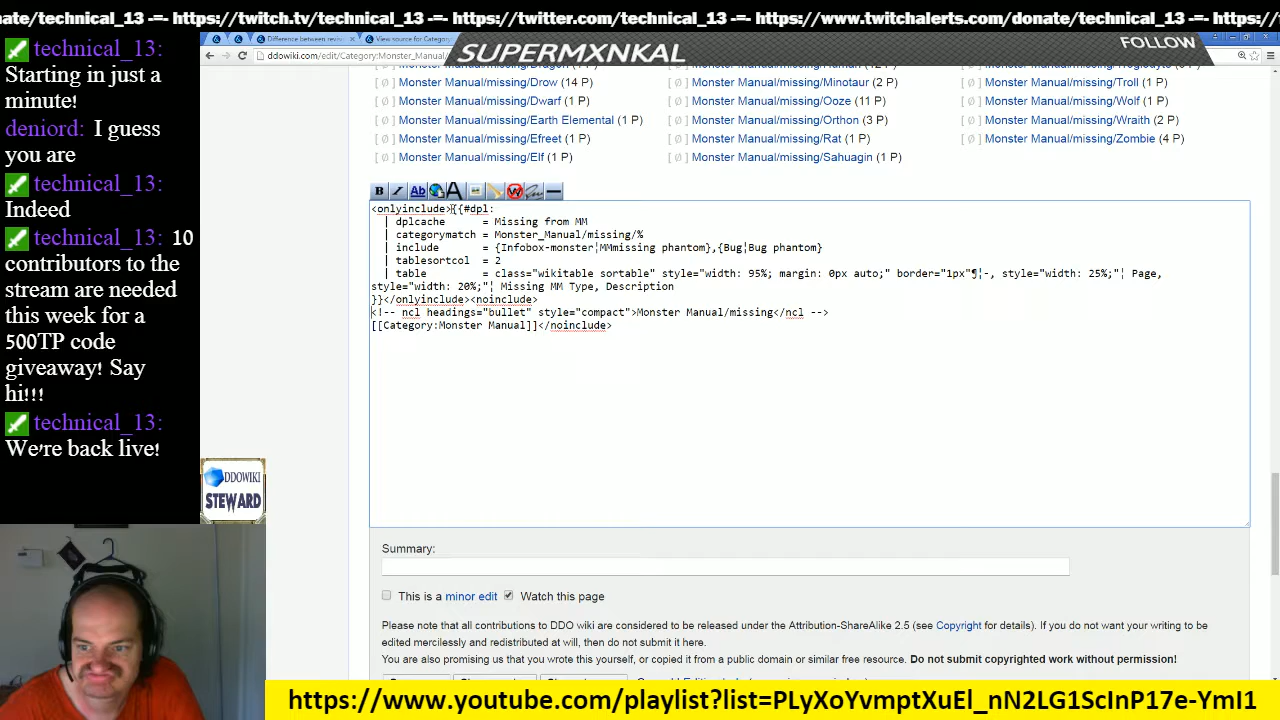 nate/technical_13 -=- https://twitch.tv/technical_13 -=- https://twitter.com/technical_13 -=- https://www.twitchalerts.com/donate/technical_13 -=- https://t
technical_13:
Starting in just a
minute!
deniord: I guess
you are
technical_13:
Indeed
technical_13: 10
contributors to the
stream are needed
this week for a
500TP code
giveaway! Say
hi!!!
technical_13:
We're back live!
Difference between revis
View source for Categor
SUPERMXNKAL
FOLLOW
ddowiki.com/edit/Category:Monster_Manual/
[Ø] Monster Manual/missing/Drow (14 P)
[Ø] Monster Manual/missing/Minotaur (2 P)
[Ø] Monster Manual/missing/Troll (1 P)
[Ø] Monster Manual/missing/Dwarf (1 P)
[Ø] Monster Manual/missing/Ooze (11 P)
[Ø] Monster Manual/missing/Wolf (1 P)
[Ø] Monster Manual/missing/Earth Elemental (1 P)
[Ø] Monster Manual/missing/Orthon (3 P)
[Ø] Monster Manual/missing/Wraith (2 P)
[Ø] Monster Manual/missing/Efreet (1 P)
[Ø] Monster Manual/missing/Rat (1 P)
[Ø] Monster Manual/missing/Zombie (4 P)
[Ø] Monster Manual/missing/Elf (1 P)
[Ø] Monster Manual/missing/Sahuagin (1 P)
B I Ab A W
<onlyinclude>{{#dpl:
| dplcache = Missing from MM
| categorymatch = Monster_Manual/missing/%
| include = {Infobox-monster¦MMmissing phantom},{Bug¦Bug phantom}
| tablesortcol = 2
| table = class="wikitable sortable" style="width: 95%; margin: 0px auto;" border="1px"¶¦-, style="width: 25%;"¦ Page,
style="width: 20%;"¦ Missing MM Type, Description
}}</onlyinclude><noinclude>
<!-- ncl headings="bullet" style="compact">Monster Manual/missing</ncl -->
[[Category:Monster Manual]]</noinclude>
DDOWIKI
STEWARD
Summary:
This is a minor edit
Watch this page
Please note that all contributions to DDO wiki are considered to be released under the Attribution-ShareAlike 2.5 (see Copyright for details). If you do not want your writing to be
edited mercilessly and redistributed at will, then do not submit it here.
You are also promising us that you wrote this yourself, or copied it from a public domain or similar free resource. Do not submit copyrighted work without permission!
https://www.youtube.com/playlist?list=PLyXoYvmptXuEl_nN2LG1ScInP17e-YmI1